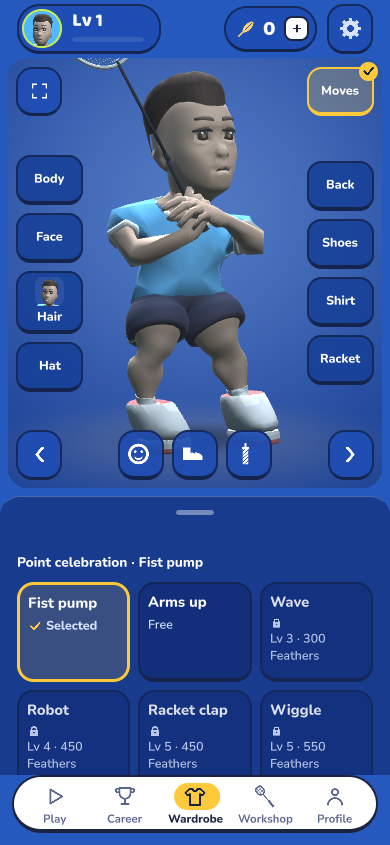 Lv 1
0
+
Moves
Body
Back
Face
Shoes
Hair
Shirt
Hat
Racket
Point celebration · Fist pump
Fist pump
Selected
Arms up
Free
Wave
Lv 3 · 300
Feathers
Robot
Lv 4 · 450
Feathers
Racket clap
Lv 5 · 450
Feathers
Wiggle
Lv 5 · 550
Feathers
Play
Career
Wardrobe
Workshop
Profile